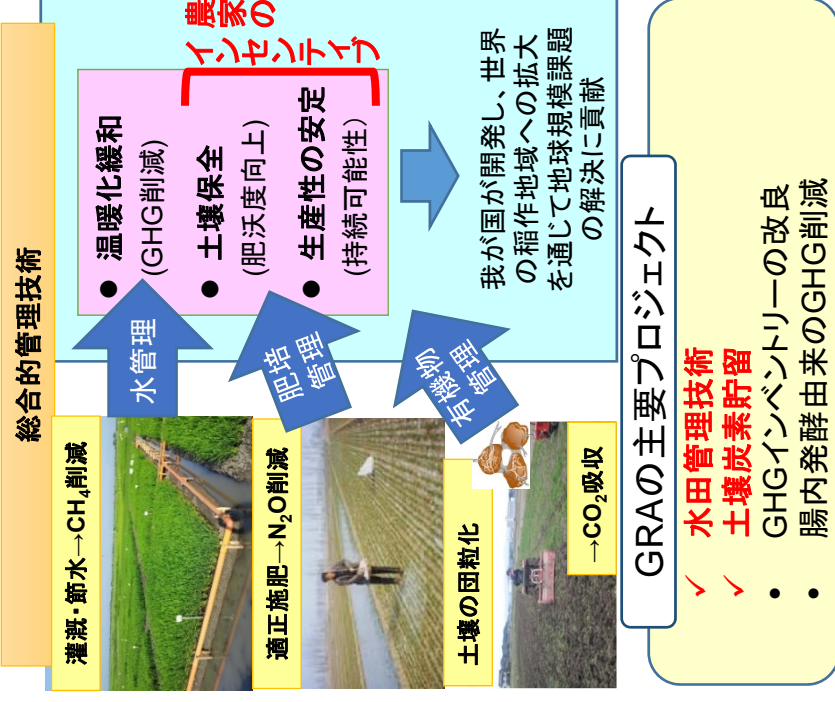 総合的管理技術
灌漑・節水→CH₄削減
適正施肥→N₂O削減
土壌の団粒化
→CO₂吸収
水管理
肥培
管理
有機物
管理
● 温暖化緩和
(GHG削減)
● 土壌保全
(肥沃度向上)
● 生産性の安定
(持続可能性)
農家の
インセンティブ
我が国が開発し、世界
の稲作地域への拡大
を通じて地球規模課題
の解決に貢献
GRAの主要プロジェクト
✓ 水田管理技術
✓ 土壌炭素貯留
• GHGインベントリーの改良
• 腸内発酵由来のGHG削減